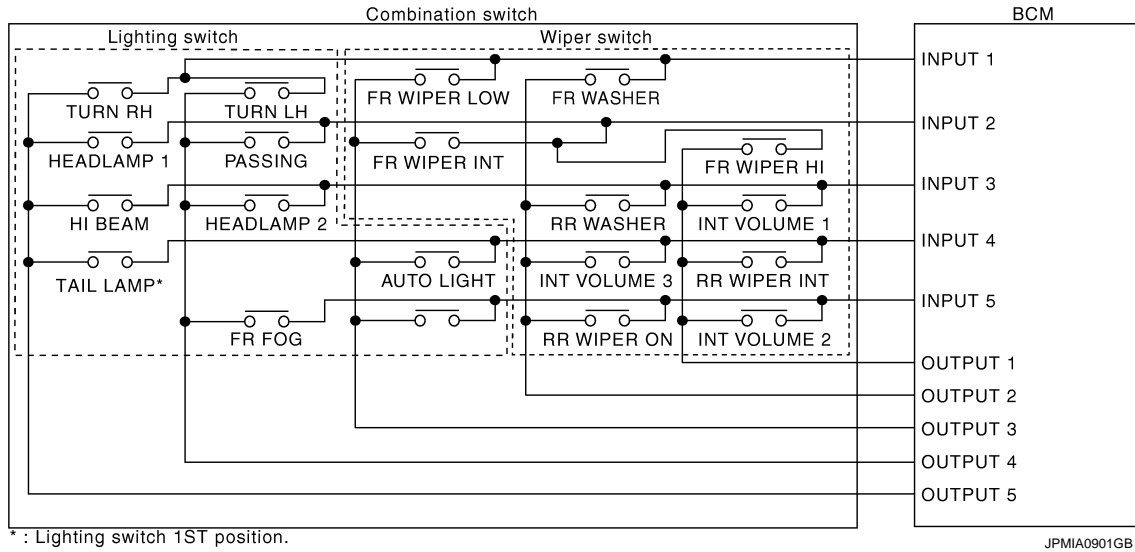 Combination switch
BCM
Lighting switch
Wiper switch
INPUT 1
TURN RH
TURN LH
FR WIPER LOW
FR WASHER
INPUT 2
HEADLAMP 1
PASSING
FR WIPER INT
FR WIPER HI
INPUT 3
HI BEAM
HEADLAMP 2
RR WASHER
INT VOLUME 1
INPUT 4
TAIL LAMP*
AUTO LIGHT
INT VOLUME 3
RR WIPER INT
INPUT 5
FR FOG
RR WIPER ON
INT VOLUME 2
OUTPUT 1
OUTPUT 2
OUTPUT 3
OUTPUT 4
OUTPUT 5
* : Lighting switch 1ST position.
JPMIA0901GB